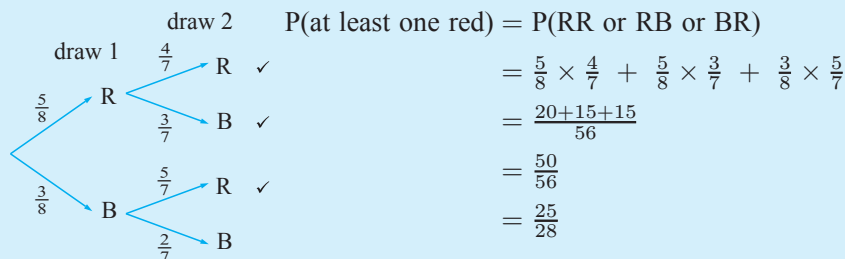 draw 2 P(at least one red) = P(RR or RB or BR)
draw 1
4/7 R ✓ = 5/8 × 4/7 + 5/8 × 3/7 + 3/8 × 5/7
5/8 R
3/7 B ✓ = 20+15+15/56
= 50/56
5/7 R ✓
3/8 B = 25/28
2/7 B